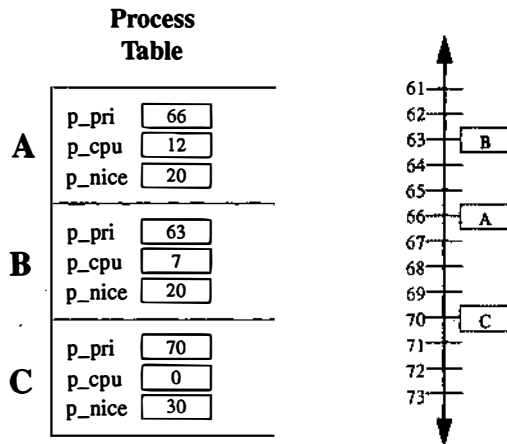 Process
Table
A
p_pri 66
p_cpu 12
p_nice 20
B
p_pri 63
p_cpu 7
p_nice 20
C
p_pri 70
p_cpu 0
p_nice 30
61
62
63 B
64
65
66 A
67
68
69
70 C
71
72
73